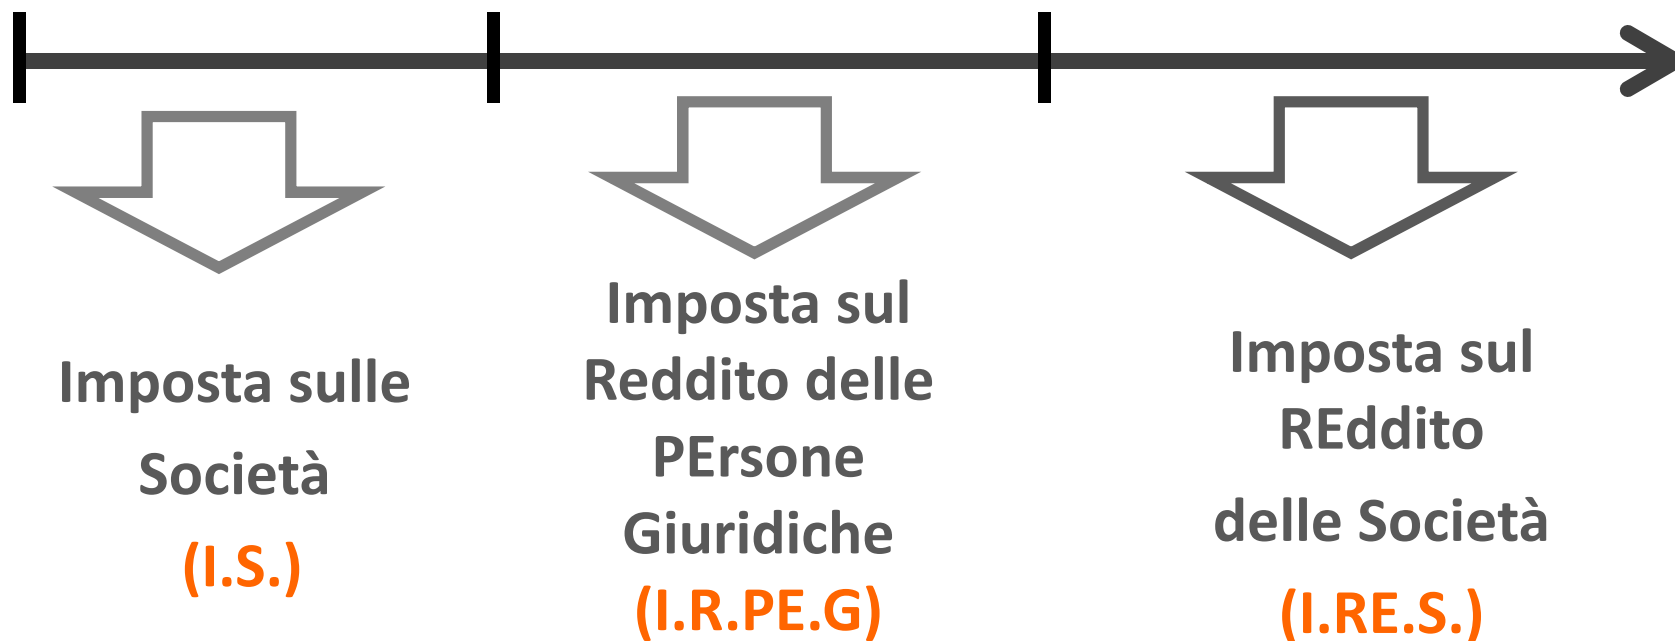 Imposta sulle
Società
(I.S.)
Imposta sul
Reddito delle
PErsone
Giuridiche
(I.R.PE.G)
Imposta sul
REddito
delle Società
(I.RE.S.)